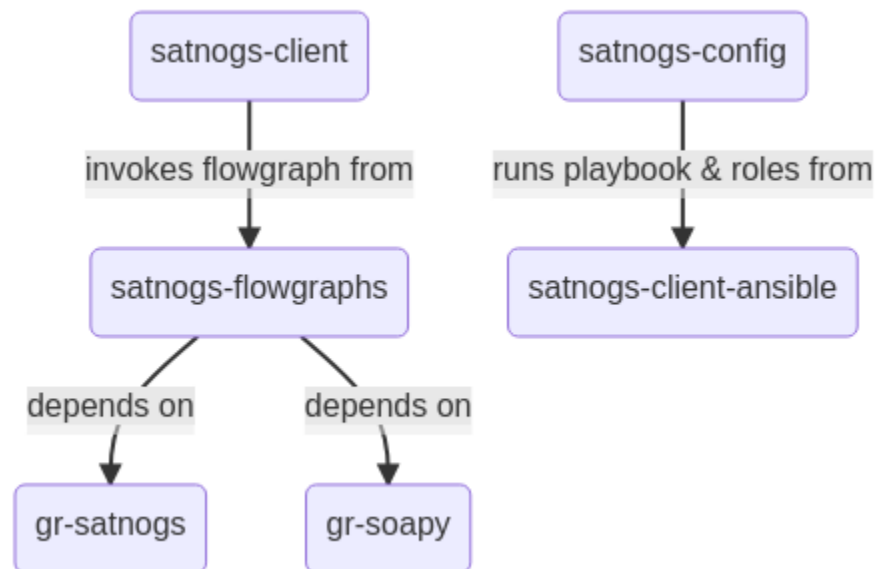 satnogs-client
satnogs-config
invokes flowgraph from
runs playbook & roles from
satnogs-flowgraphs
satnogs-client-ansible
depends on
depends on
gr-satnogs
gr-soapy